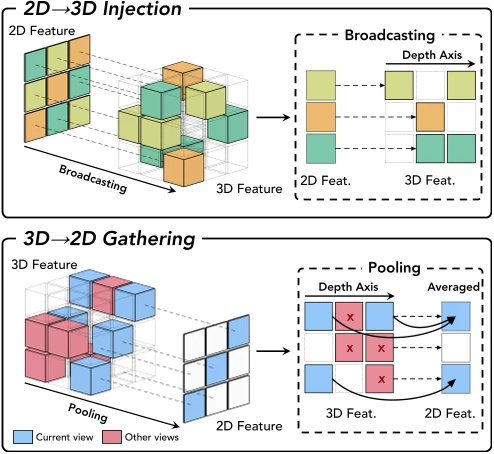 2D→3D Injection
2D Feature
Broadcasting
3D Feature
Broadcasting
Depth Axis
2D Feat.
3D Feat.
3D→2D Gathering
3D Feature
Pooling
2D Feature
Current view
Other views
Pooling
Depth Axis
Averaged
x
x x
x
3D Feat.
2D Feat.